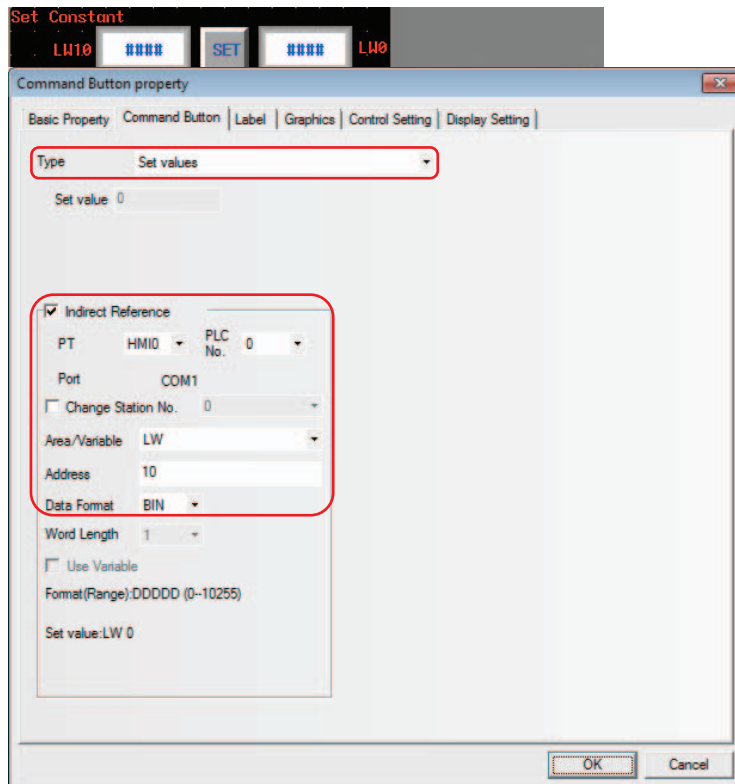 Set Constant
LW10 #### SET #### LW0
Command Button property
Basic Property Command Button Label Graphics Control Setting Display Setting
Type Set values
Set value 0
Indirect Reference
PT HMI0 PLC No. 0
Port COM1
Change Station No. 0
Area/Variable LW
Address 10
Data Format BIN
Word Length 1
Use Variable
Format(Range):DDDDD (0--10255)
Set value:LW 0
OK Cancel